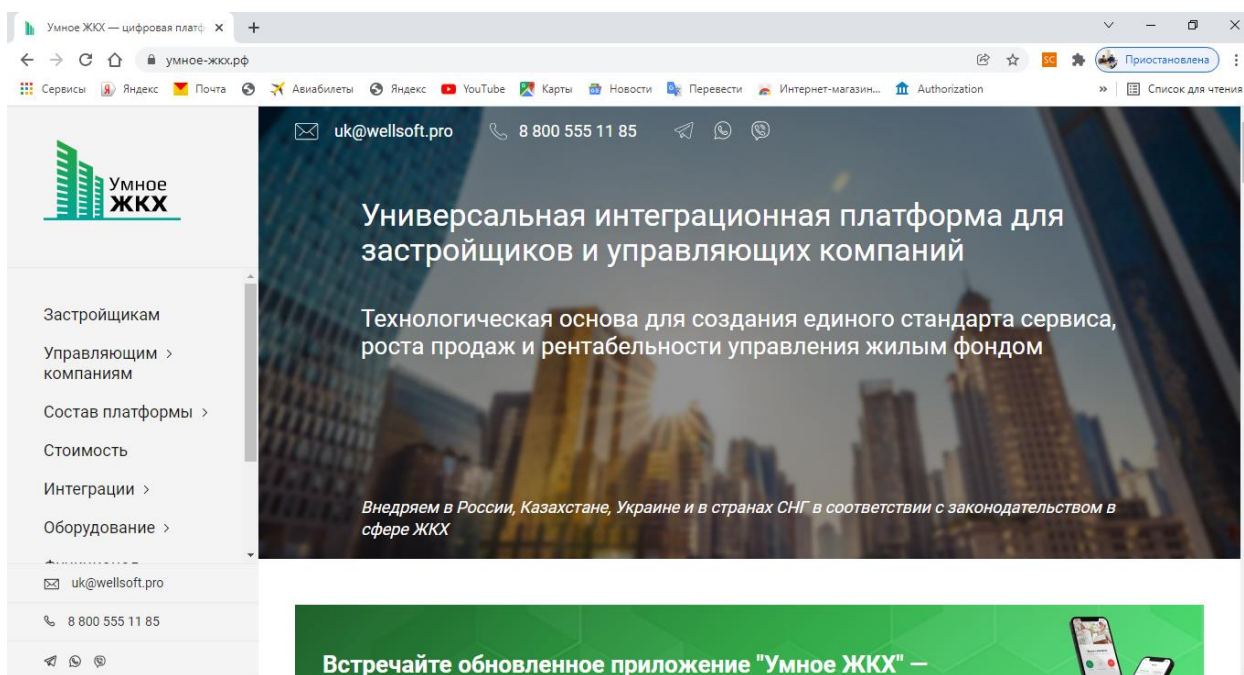 Умное ЖКХ — цифровая платф
умное-жкх.рф
SC
Приостановлена
Сервисы Яндекс Почта Авиабилеты Яндекс YouTube Карты Новости Перевести Интернет-магазин... Authorization » Список для чтения
uk@wellsoft.pro 8 800 555 11 85
Умное
ЖКХ
Универсальная интеграционная платформа для
застройщиков и управляющих компаний
Технологическая основа для создания единого стандарта сервиса,
роста продаж и рентабельности управления жилым фондом
Внедряем в России, Казахстане, Украине и в странах СНГ в соответствии с законодательством в
сфере ЖКХ
Застройщикам
Управляющим >
компаниям
Состав платформы >
Стоимость
Интеграции >
Оборудование >
uk@wellsoft.pro
8 800 555 11 85
Встречайте обновленное приложение "Умное ЖКХ" —